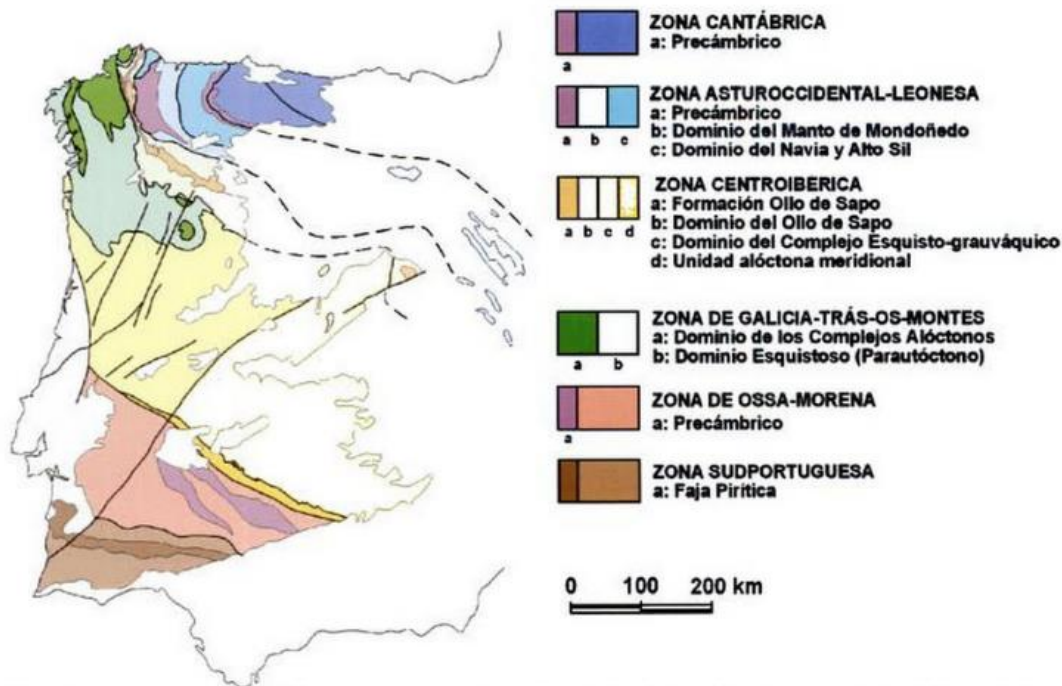 ZONA CANTÁBRICA
a: Precámbrico
a
ZONA ASTUROCCIDENTAL-LEONESA
a: Precámbrico
b: Dominio del Manto de Mondoñedo
c: Dominio del Navia y Alto Sil
a b c
ZONA CENTROIBERICA
a: Formación Ollo de Sapo
b: Dominio del Ollo de Sapo
c: Dominio del Complejo Esquisto-grauváquico
d: Unidad alóctona meridional
a b c d
ZONA DE GALICIA-TRÁS-OS-MONTES
a: Dominio de los Complejos Alóctonos
b: Dominio Esquistoso (Parautóctono)
a b
ZONA DE OSSA-MORENA
a: Precámbrico
a
ZONA SUDPORTUGUESA
a: Faja Pirítica
0 100 200 km